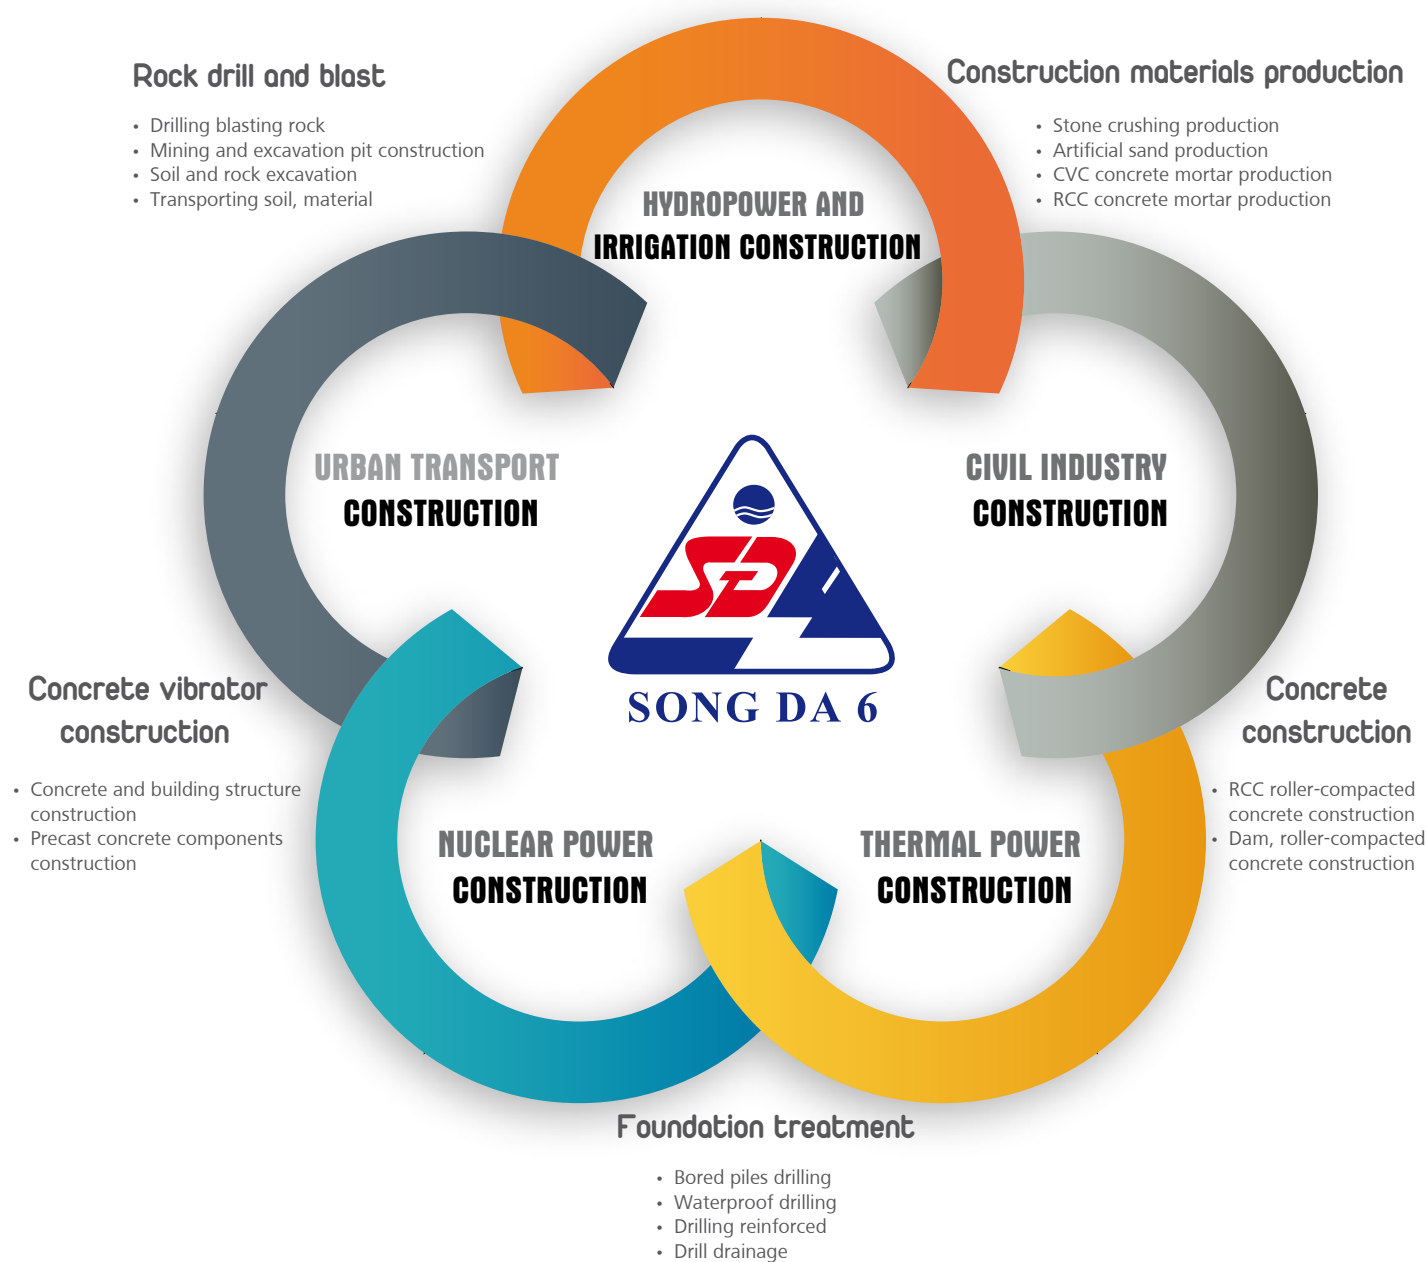 Rock drill and blast
• Drilling blasting rock
• Mining and excavation pit construction
• Soil and rock excavation
• Transporting soil, material
Construction materials production
• Stone crushing production
• Artificial sand production
• CVC concrete mortar production
• RCC concrete mortar production
HYDROPOWER AND
IRRIGATION CONSTRUCTION
URBAN TRANSPORT
CONSTRUCTION
CIVIL INDUSTRY
CONSTRUCTION
SD
SONG DA 6
Concrete vibrator
construction
• Concrete and building structure
construction
• Precast concrete components
construction
Concrete
construction
• RCC roller-compacted
concrete construction
• Dam, roller-compacted
concrete construction
NUCLEAR POWER
CONSTRUCTION
THERMAL POWER
CONSTRUCTION
Foundation treatment
• Bored piles drilling
• Waterproof drilling
• Drilling reinforced
• Drill drainage